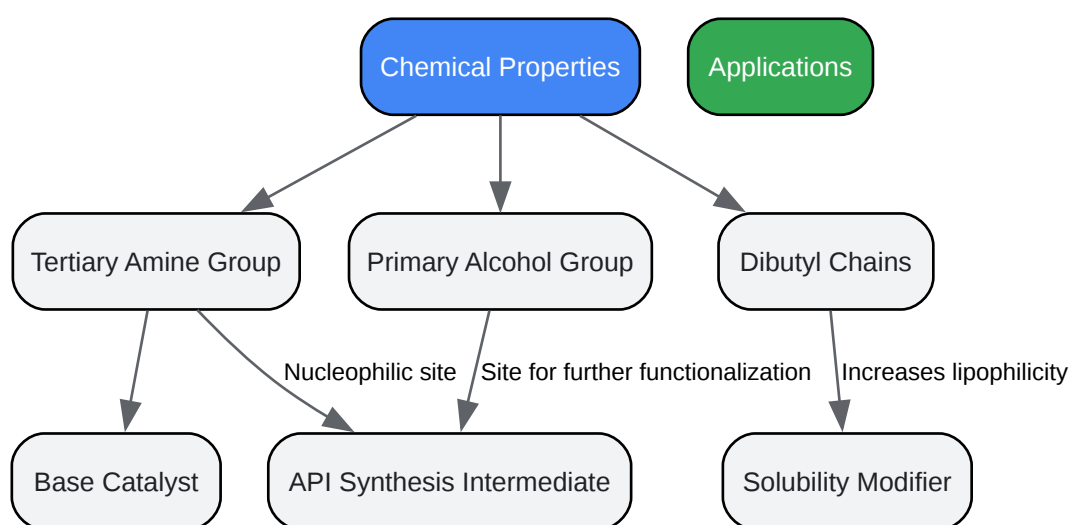 Chemical Properties
Applications
Tertiary Amine Group
Primary Alcohol Group
Dibutyl Chains
Nucleophilic site
Site for further functionalization
Increases lipophilicity
Base Catalyst
API Synthesis Intermediate
Solubility Modifier